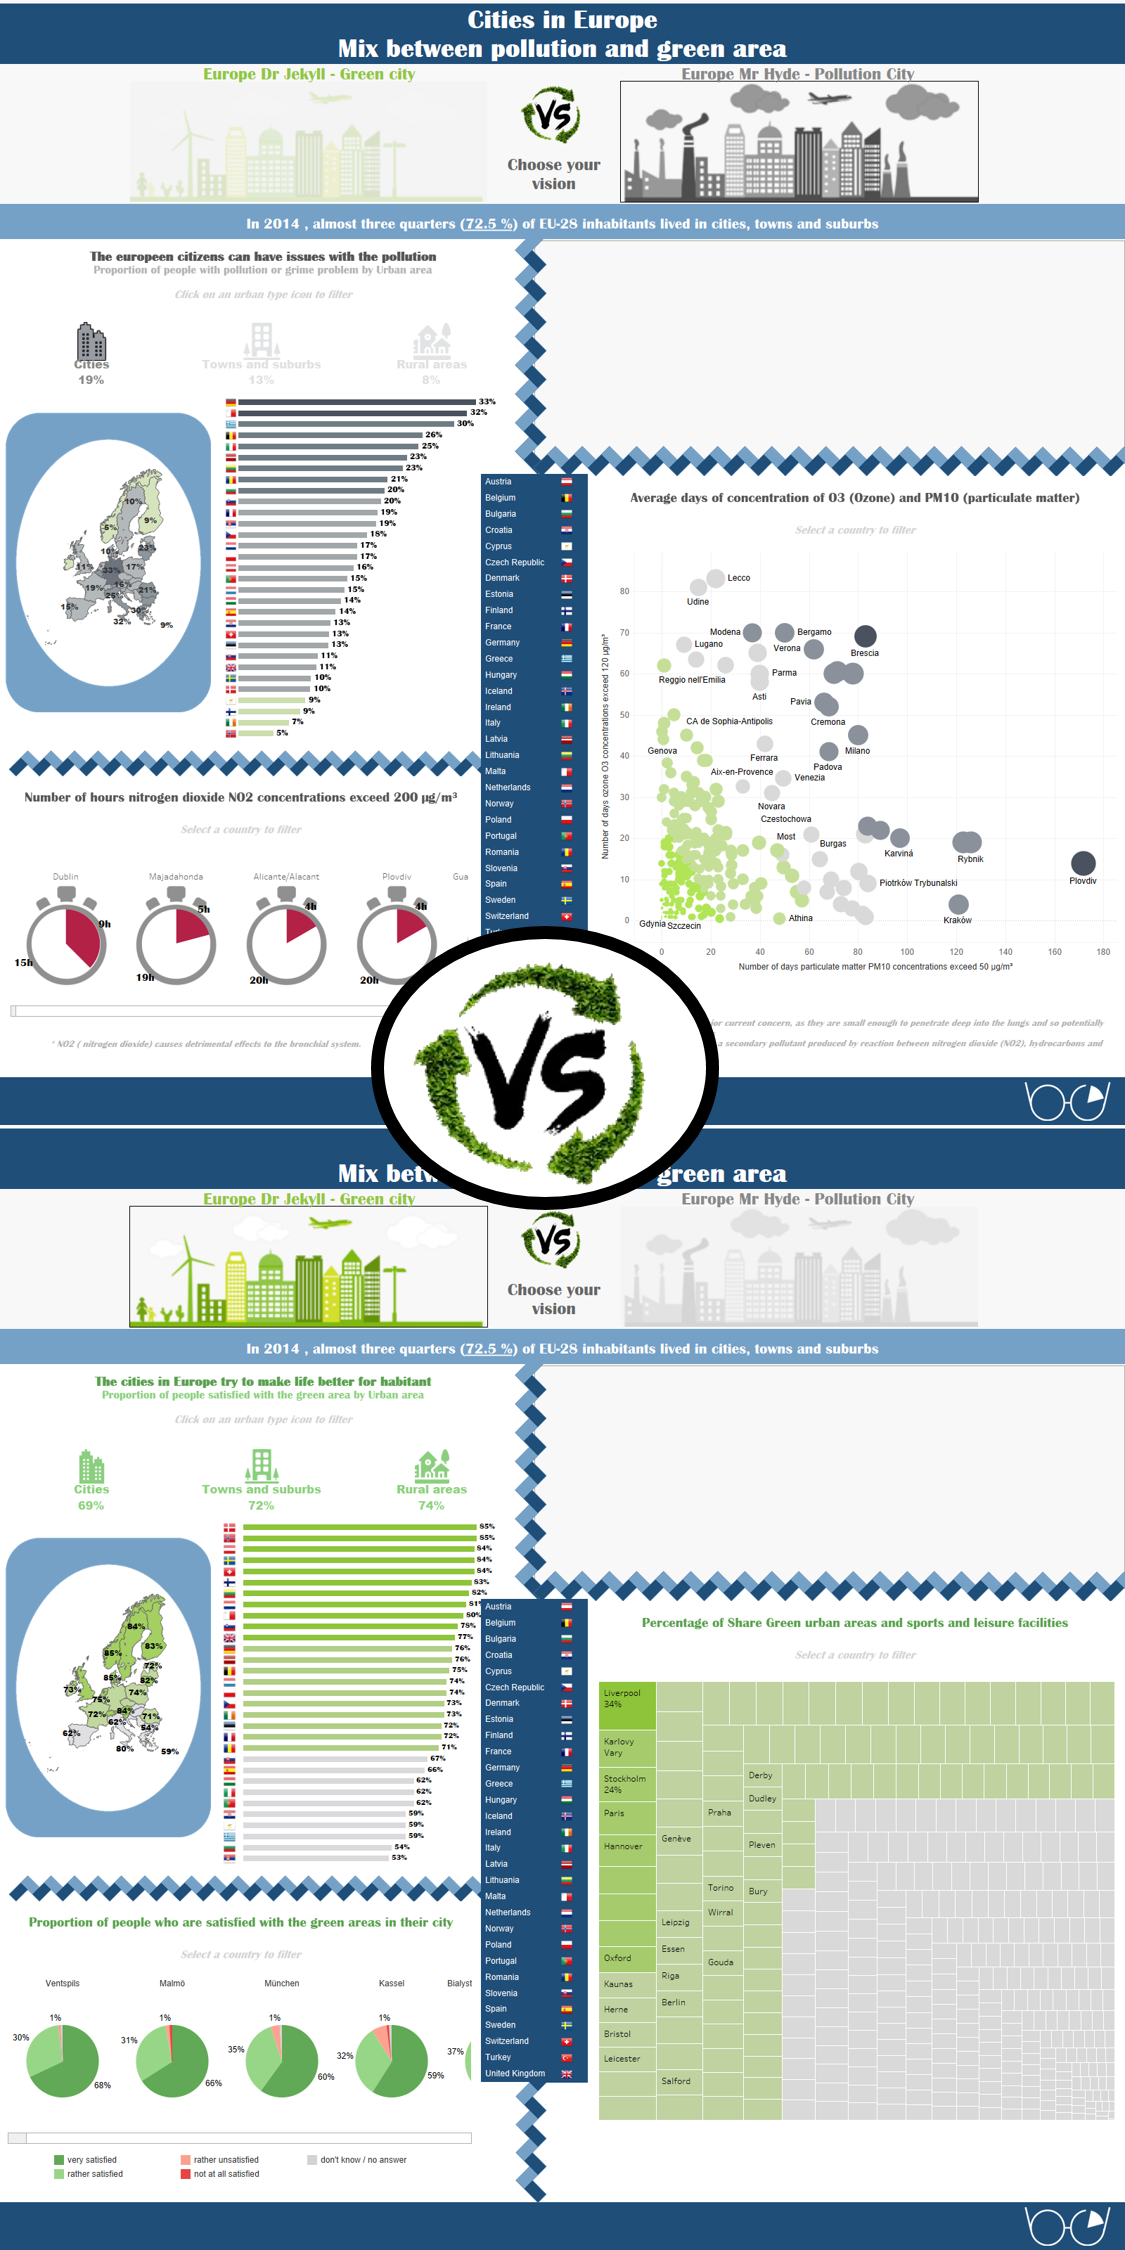 Cities in Europe
Mix between pollution and green area
Europe Dr Jekyll - Green city
Europe Mr Hyde - Pollution City
VS
Choose your
vision
In 2014 , almost three quarters (72.5 %) of EU-28 inhabitants lived in cities, towns and suburbs
The europeen citizens can have issues with the pollution
Proportion of people with pollution or grime problem by Urban area
Click on an urban type icon to filter
Cities
19%
Towns and suburbs
13%
Rural areas
8%
33%
32%
30%
26%
25%
23%
23%
21%
20%
20%
19%
19%
18%
17%
17%
16%
15%
15%
14%
14%
13%
13%
13%
11%
11%
10%
10%
9%
9%
7%
5%
10%
9%
5%
10%
23%
11%
33%
17%
19%
16%
21%
25%
15%
30%
32%
9%
Number of hours nitrogen dioxide NO2 concentrations exceed 200 µg/m³
Select a country to filter
Dublin
Majadahonda
Alicante/Alacant
Plovdiv
Gua
9h
15h
5h
19h
4h
20h
4h
20h
* NO2 ( nitrogen dioxide) causes detrimental effects to the bronchial system.
Austria
Belgium
Bulgaria
Croatia
Cyprus
Czech Republic
Denmark
Estonia
Finland
France
Germany
Greece
Hungary
Iceland
Ireland
Italy
Latvia
Lithuania
Malta
Netherlands
Norway
Poland
Portugal
Romania
Slovenia
Spain
Sweden
Switzerland
Average days of concentration of O3 (Ozone) and PM10 (particulate matter)
Select a country to filter
Number of days ozone O3 concentrations exceed 120 µg/m³
80
70
60
50
40
30
20
10
0
Lecco
Udine
Modena
Bergamo
Lugano
Verona
Brescia
Reggio nell'Emilia
Parma
Asti
Pavia
CA de Sophia-Antipolis
Cremona
Genova
Ferrara
Milano
Padova
Aix-en-Provence
Venezia
Novara
Czestochowa
Most
Burgas
Karviná
Rybnik
Plovdiv
Piotrków Trybunalski
Athina
Kraków
Gdynia
Szczecin
0
20
40
60
80
100
120
140
160
180
Number of days particulate matter PM10 concentrations exceed 50 µg/m³
or current concern, as they are small enough to penetrate deep into the lungs and so potentially
a secondary pollutant produced by reaction between nitrogen dioxide (NO2), hydrocarbons and
VS
Mix betw
green area
Europe Dr Jekyll - Green city
Europe Mr Hyde - Pollution City
VS
Choose your
vision
In 2014 , almost three quarters (72.5 %) of EU-28 inhabitants lived in cities, towns and suburbs
The cities in Europe try to make life better for habitant
Proportion of people satisfied with the green area by Urban area
Click on an urban type icon to filter
Cities
69%
Towns and suburbs
72%
Rural areas
74%
85%
85%
84%
84%
84%
83%
82%
81%
80%
78%
77%
76%
76%
75%
74%
74%
73%
73%
72%
72%
71%
67%
66%
62%
62%
62%
59%
59%
59%
54%
53%
84%
83%
85%
72%
85%
82%
73%
75%
74%
72%
84%
71%
62%
54%
62%
80%
59%
Proportion of people who are satisfied with the green areas in their city
Select a country to filter
Ventspils
Malmö
München
Kassel
Bialyst
1%
30%
68%
1%
31%
66%
1%
35%
60%
1%
32%
59%
37%
very satisfied
rather unsatisfied
don't know / no answer
rather satisfied
not at all satisfied
Austria
Belgium
Bulgaria
Croatia
Cyprus
Czech Republic
Denmark
Estonia
Finland
France
Germany
Greece
Hungary
Iceland
Ireland
Italy
Latvia
Lithuania
Malta
Netherlands
Norway
Poland
Portugal
Romania
Slovenia
Spain
Sweden
Switzerland
Turkey
United Kingdom
Percentage of Share Green urban areas and sports and leisure facilities
Select a country to filter
Liverpool
34%
Karlovy
Vary
Stockholm
24%
Paris
Hannover
Oxford
Kaunas
Herne
Bristol
Leicester
Genève
Leipzig
Essen
Riga
Berlin
Salford
Praha
Torino
Wirral
Gouda
Derby
Dudley
Pleven
Bury